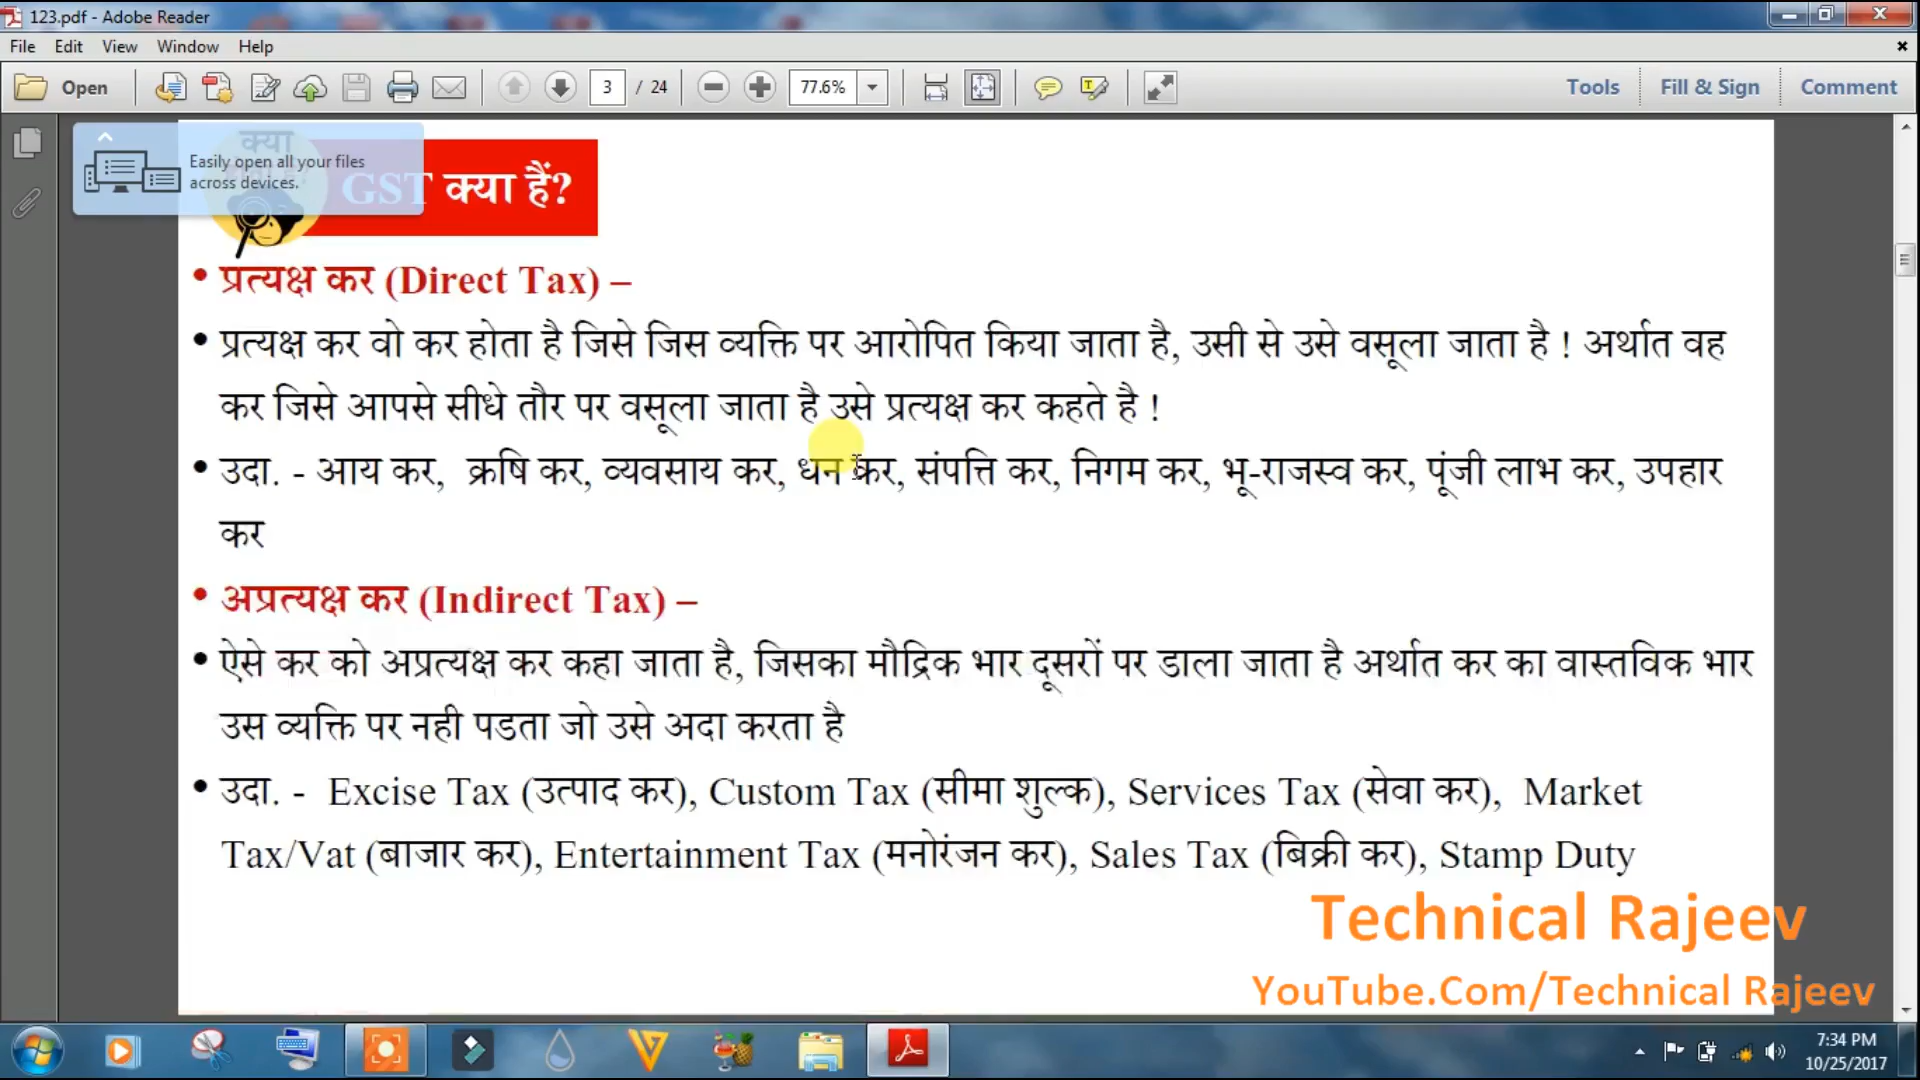 123.pdf - Adobe Reader
File Edit View Window Help
Open 3 / 24 77.6% Tools Fill & Sign Comment
Easily open all your files
across devices.
क्या
GST क्या हैं?
• प्रत्यक्ष कर (Direct Tax) –
• प्रत्यक्ष कर वो कर होता है जिसे जिस व्यक्ति पर आरोपित किया जाता है, उसी से उसे वसूला जाता है ! अर्थात वह
कर जिसे आपसे सीधे तौर पर वसूला जाता है उसे प्रत्यक्ष कर कहते है !
• उदा. - आय कर, क्रषि कर, व्यवसाय कर, धन कर, संपत्ति कर, निगम कर, भू-राजस्व कर, पूंजी लाभ कर, उपहार
कर
• अप्रत्यक्ष कर (Indirect Tax) –
• ऐसे कर को अप्रत्यक्ष कर कहा जाता है, जिसका मौद्रिक भार दूसरों पर डाला जाता है अर्थात कर का वास्तविक भार
उस व्यक्ति पर नही पडता जो उसे अदा करता है
• उदा. - Excise Tax (उत्पाद कर), Custom Tax (सीमा शुल्क), Services Tax (सेवा कर), Market
Tax/Vat (बाजार कर), Entertainment Tax (मनोरंजन कर), Sales Tax (बिक्री कर), Stamp Duty
Technical Rajeev
YouTube.Com/Technical Rajeev
7:34 PM
10/25/2017